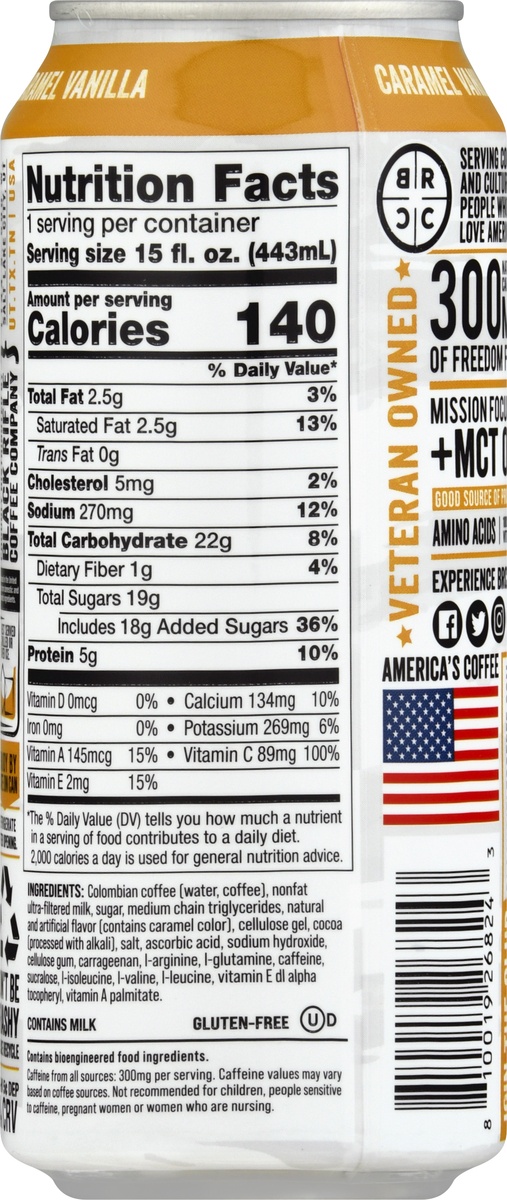 CARAMEL VANILLA
Nutrition Facts
1 serving per container
Serving size 15 fl. oz. (443mL)
Amount per serving
Calories 140
% Daily Value*
Total Fat 2.5g 3%
Saturated Fat 2.5g 13%
Trans Fat 0g
Cholesterol 5mg 2%
Sodium 270mg 12%
Total Carbohydrate 22g 8%
Dietary Fiber 1g 4%
Total Sugars 19g
Includes 18g Added Sugars 36%
Protein 5g 10%
Vitamin D 0mcg 0% • Calcium 134mg 10%
Iron 0mg 0% • Potassium 269mg 6%
Vitamin A 145mcg 15% • Vitamin C 89mg 100%
Vitamin E 2mg 15%
*The % Daily Value (DV) tells you how much a nutrient
in a serving of food contributes to a daily diet.
2,000 calories a day is used for general nutrition advice.
INGREDIENTS: Colombian coffee (water, coffee), nonfat
ultra-filtered milk, sugar, medium chain triglycerides, natural
and artificial flavor (contains caramel color), cellulose gel, cocoa
(processed with alkali), salt, ascorbic acid, sodium hydroxide,
cellulose gum, carrageenan, l-arginine, l-glutamine, caffeine,
sucralose, l-isoleucine, l-valine, l-leucine, vitamin E dl alpha
tocopheryl, vitamin A palmitate.
CONTAINS MILK GLUTEN-FREE U D
Contains bioengineered food ingredients.
Caffeine from all sources: 300mg per serving. Caffeine values may vary
based on coffee sources. Not recommended for children, people sensitive
to caffeine, pregnant women or women who are nursing.
BLACK RIFLE
COFFEE COMPANY
UT.TX.TN | USA
CARAMEL
B R
C C
SERVING
AND
PEOPLE
LOVE
300
OF FREEDOM
MISSION
+MCT
GOOD SOURCE OF
AMINO ACIDS |
EXPERIENCE
VETERAN OWNED
AMERICA'S COFFEE
8 10019 26824 3